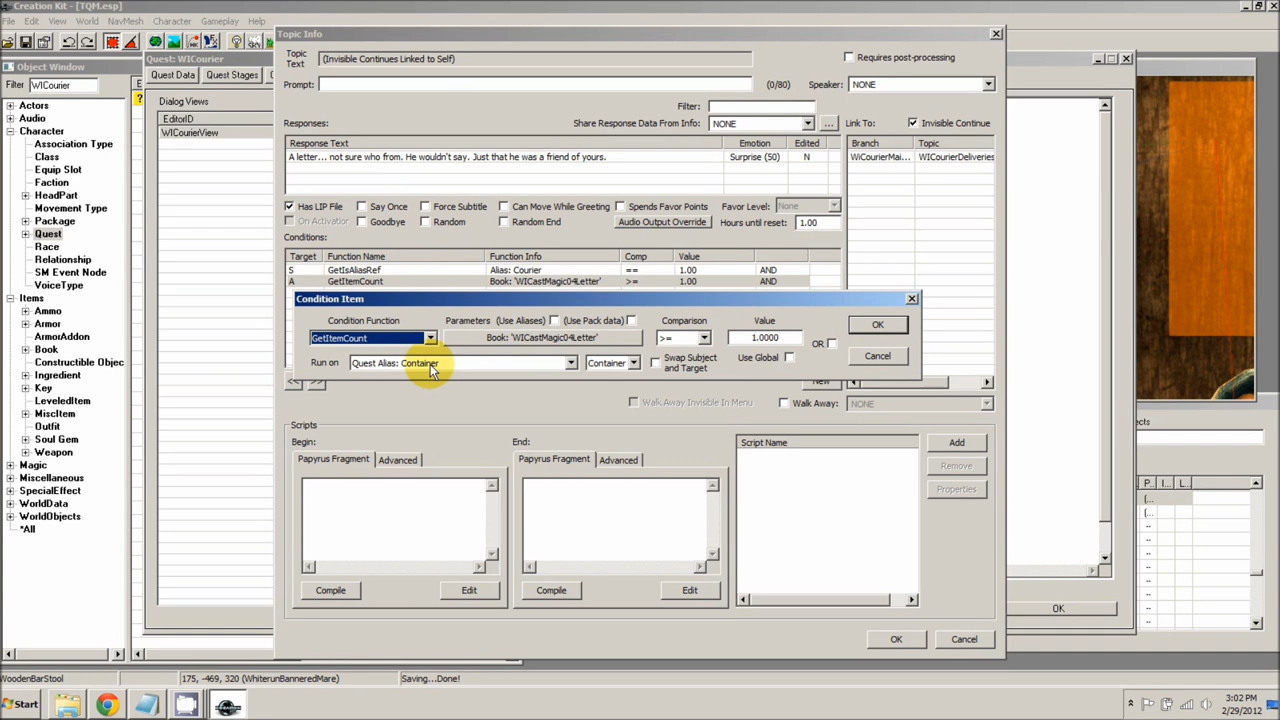 Creation Kit - [TQM.esp]
File Edit View World NavMesh Character Gameplay Help
Object Window
Filter WICourier
Actors
Audio
Character
Association Type
Class
Equip Slot
Faction
HeadPart
Movement Type
Package
Quest
Race
Relationship
SM Event Node
VoiceType
Items
Ammo
Armor
ArmorAddon
Book
Constructible Objec
Ingredient
Key
LeveledItem
MiscItem
Outfit
Soul Gem
Weapon
Magic
Miscellaneous
SpecialEffect
WorldData
WorldObjects
*All
Quest: WICourier
Quest Data Quest Stages
Dialog Views
EditorID
WICourierView
Topic Info
Topic Text (Invisible Continues Linked to Self) Requires post-processing
Prompt: (0/80) Speaker: NONE
Filter:
Responses: Share Response Data From Info: NONE ... Link To: Invisible Continue
Response Text Emotion Edited Branch Topic
A letter... not sure who from. He wouldn't say. Just that he was a friend of yours. Surprise (50) N WiCourierMai... WICourierDeliveries
Has LIP File Say Once Force Subtitle Can Move While Greeting Spends Favor Points Favor Level: None
On Activation Goodbye Random Random End Audio Output Override Hours until reset: 1.00
Conditions:
Target Function Name Function Info Comp Value
S GetIsAliasRef Alias: Courier == 1.00 AND
A GetItemCount Book: 'WICastMagic04Letter' >= 1.00 AND
Condition Item
Condition Function Parameters (Use Aliases) (Use Pack data) Comparison Value OK
GetItemCount Book: 'WICastMagic04Letter' >= 1.0000 OR
Run on Quest Alias: Container Container Swap Subject and Target Use Global Cancel
<< >> New
Walk Away Invisible In Menu Walk Away: NONE
Scripts
Begin: End: Script Name Add
Papyrus Fragment Advanced Papyrus Fragment Advanced Remove
Properties
Compile Edit Compile Edit
OK Cancel
OK
ects
P.. I... L...
(...
(...
WoodenBarStool 175, -469, 320 (WhiterunBanneredMare) Saving...Done!
Start 3:02 PM
2/29/2012